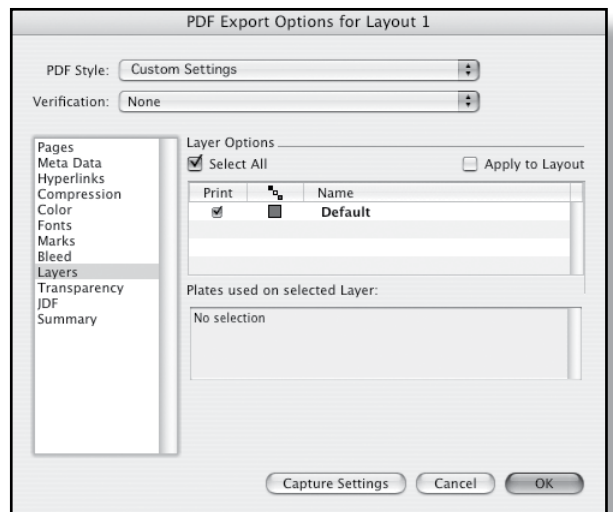 PDF Export Options for Layout 1
PDF Style: Custom Settings
Verification: None
Pages
Meta Data
Hyperlinks
Compression
Color
Fonts
Marks
Bleed
Layers
Transparency
JDF
Summary
Layer Options
Select All
Apply to Layout
Print Name
Default
Plates used on selected Layer:
No selection
Capture Settings Cancel OK